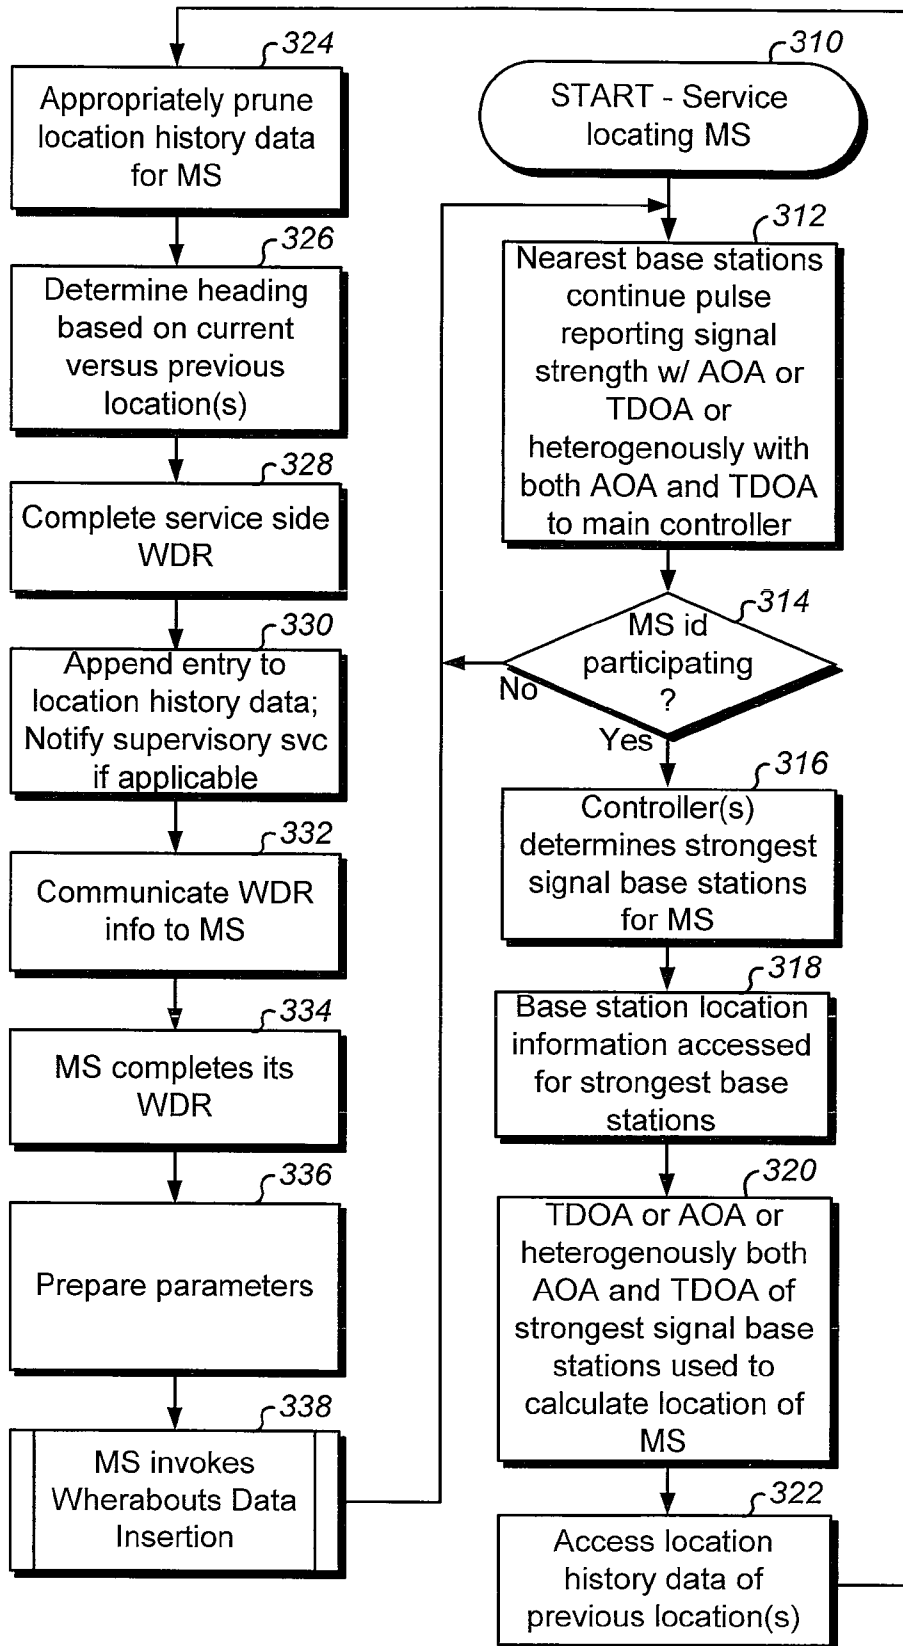 310
START - Service
locating MS
312
Nearest base stations
continue pulse
reporting signal
strength w/ AOA or
TDOA or
heterogenously with
both AOA and TDOA
to main controller
314
MS id
participating
?
No
Yes
316
Controller(s)
determines strongest
signal base stations
for MS
318
Base station location
information accessed
for strongest base
stations
320
TDOA or AOA or
heterogenously both
AOA and TDOA of
strongest signal base
stations used to
calculate location of
MS
322
Access location
history data of
previous location(s)
324
Appropriately prune
location history data
for MS
326
Determine heading
based on current
versus previous
location(s)
328
Complete service side
WDR
330
Append entry to
location history data;
Notify supervisory svc
if applicable
332
Communicate WDR
info to MS
334
MS completes its
WDR
336
Prepare parameters
338
MS invokes
Wherabouts Data
Insertion